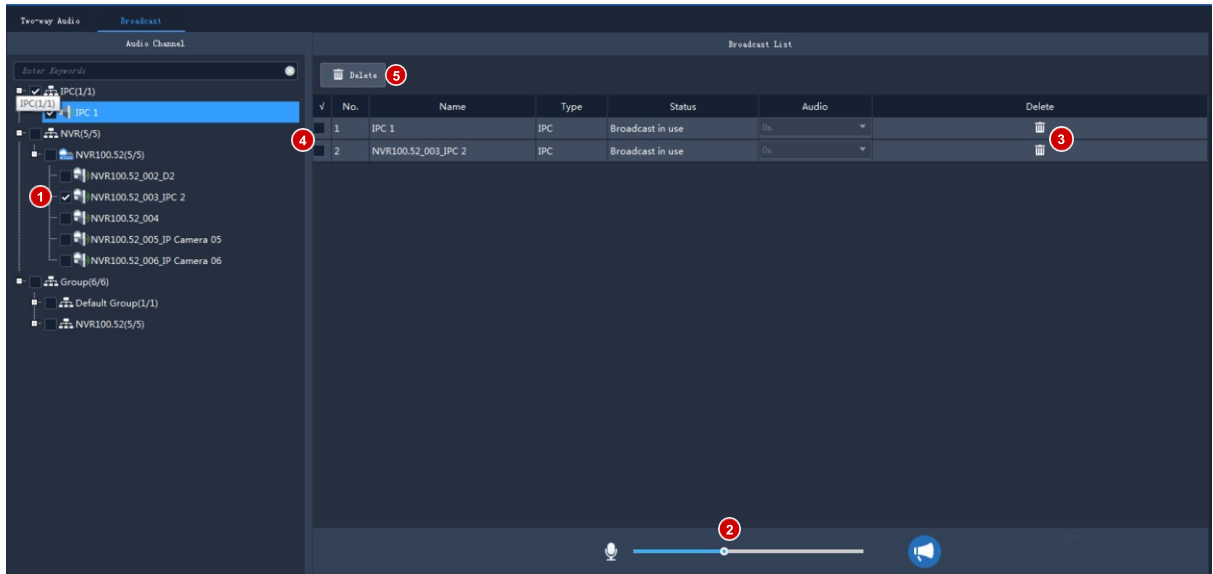 Two-way Audio Broadcast
Audio Channel
Broadcast List
Enter Keywords
Delete 5
IPC(1/1)
IPC(1/1)
IPC 1
√ No. Name Type Status Audio Delete
1 IPC 1 IPC Broadcast in use On
2 NVR100.52_003_IPC 2 IPC Broadcast in use On
4
3
NVR(5/5)
NVR100.52(5/5)
NVR100.52_002_D2
1 NVR100.52_003_IPC 2
NVR100.52_004
NVR100.52_005_IP Camera 05
NVR100.52_006_IP Camera 06
Group(6/6)
Default Group(1/1)
NVR100.52(5/5)
2